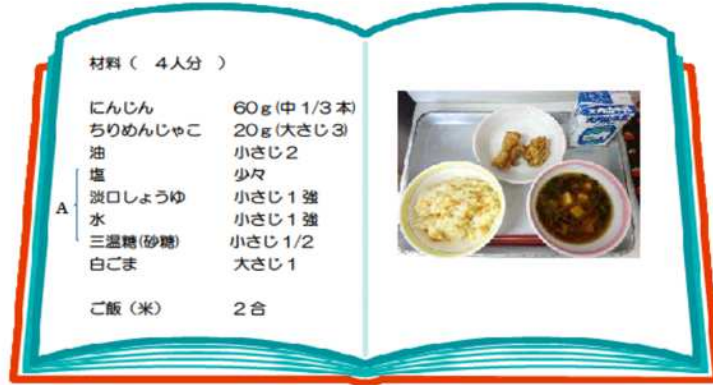 材料（　4人分　）
にんじん　60ｇ(中1/3本)
ちりめんじゃこ　20ｇ(大さじ3)
油　小さじ2
塩　少々
淡口しょうゆ　小さじ1強
A　水　小さじ1強
三温糖(砂糖)　小さじ1/2
白ごま　大さじ1
ご飯（米）　2合